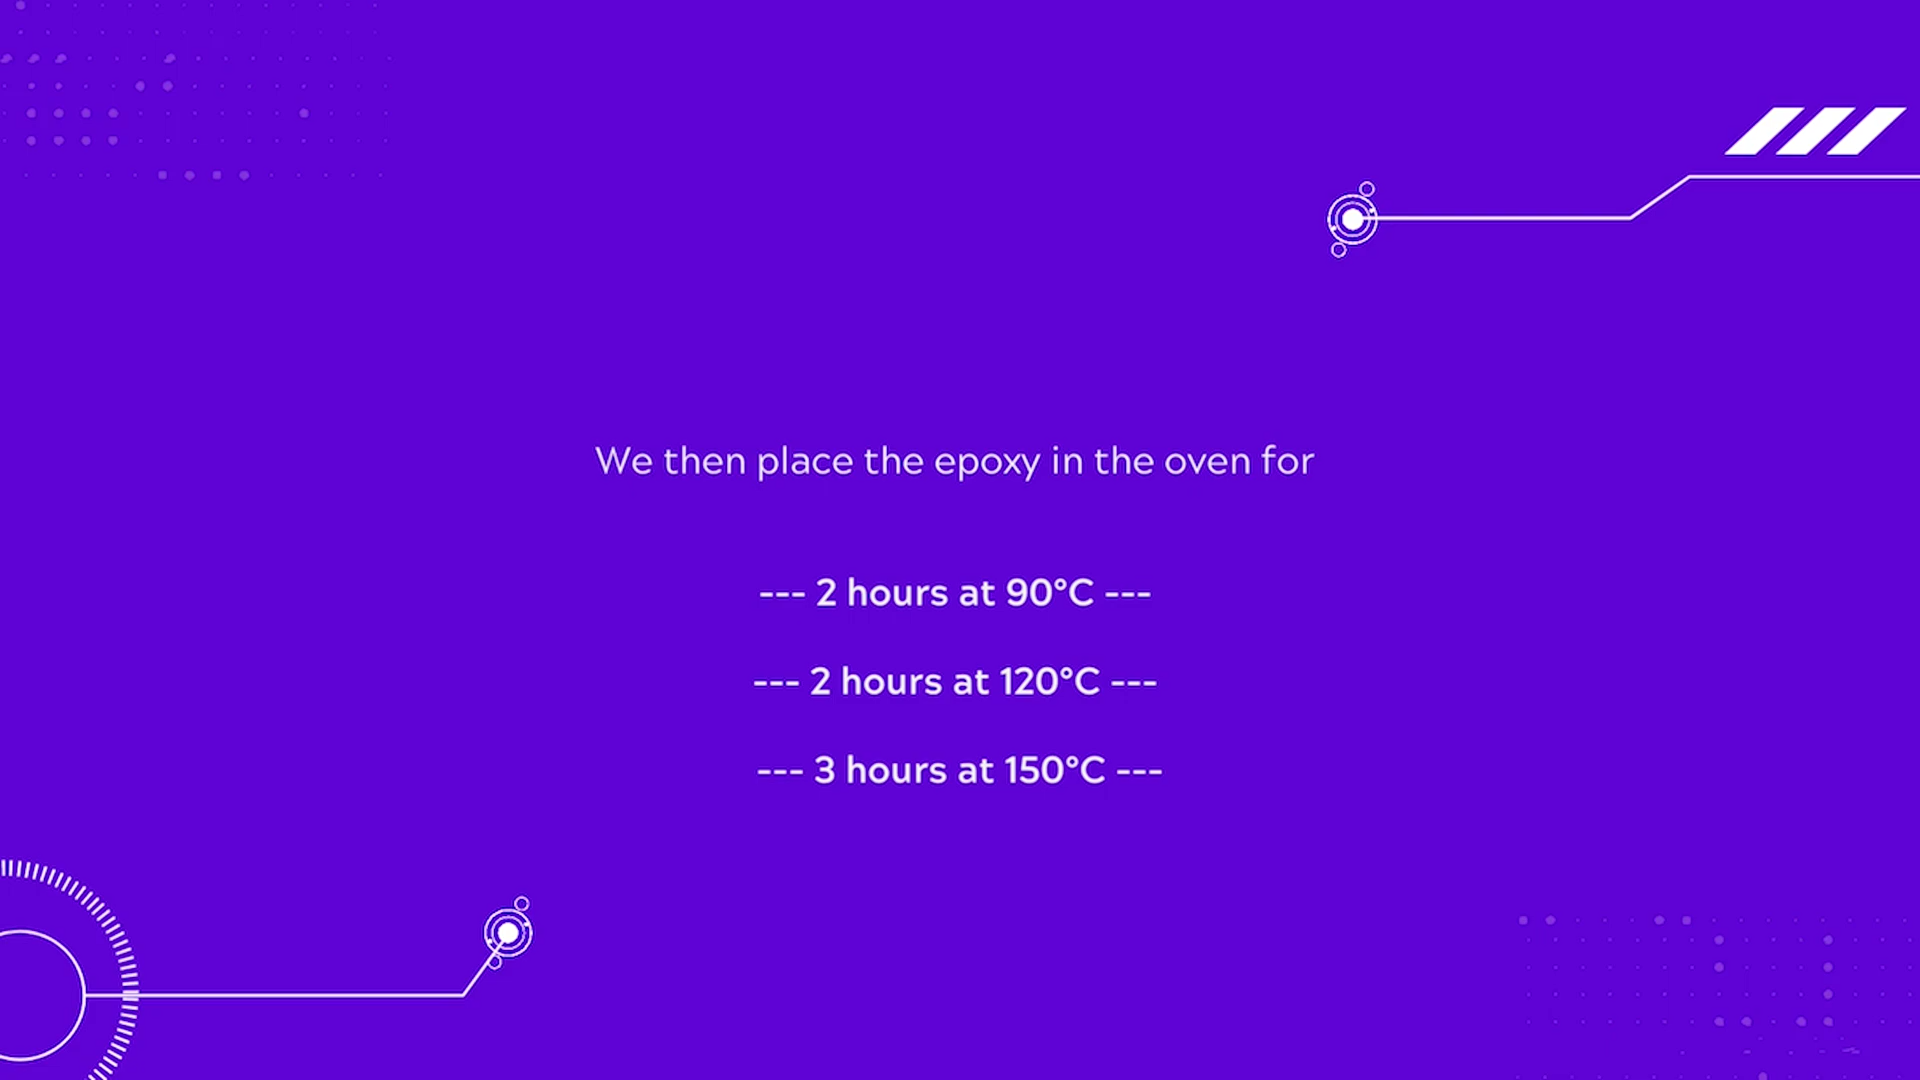 We then place the epoxy in the oven for
--- 2 hours at 90°C ---
--- 2 hours at 120°C ---
--- 3 hours at 150°C ---